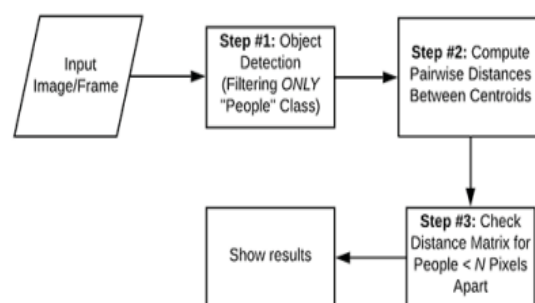 Input
Image/Frame
Step #1: Object
Detection
(Filtering ONLY
"People" Class)
Step #2: Compute
Pairwise Distances
Between Centroids
Step #3: Check
Distance Matrix for
People < N Pixels
Apart
Show results